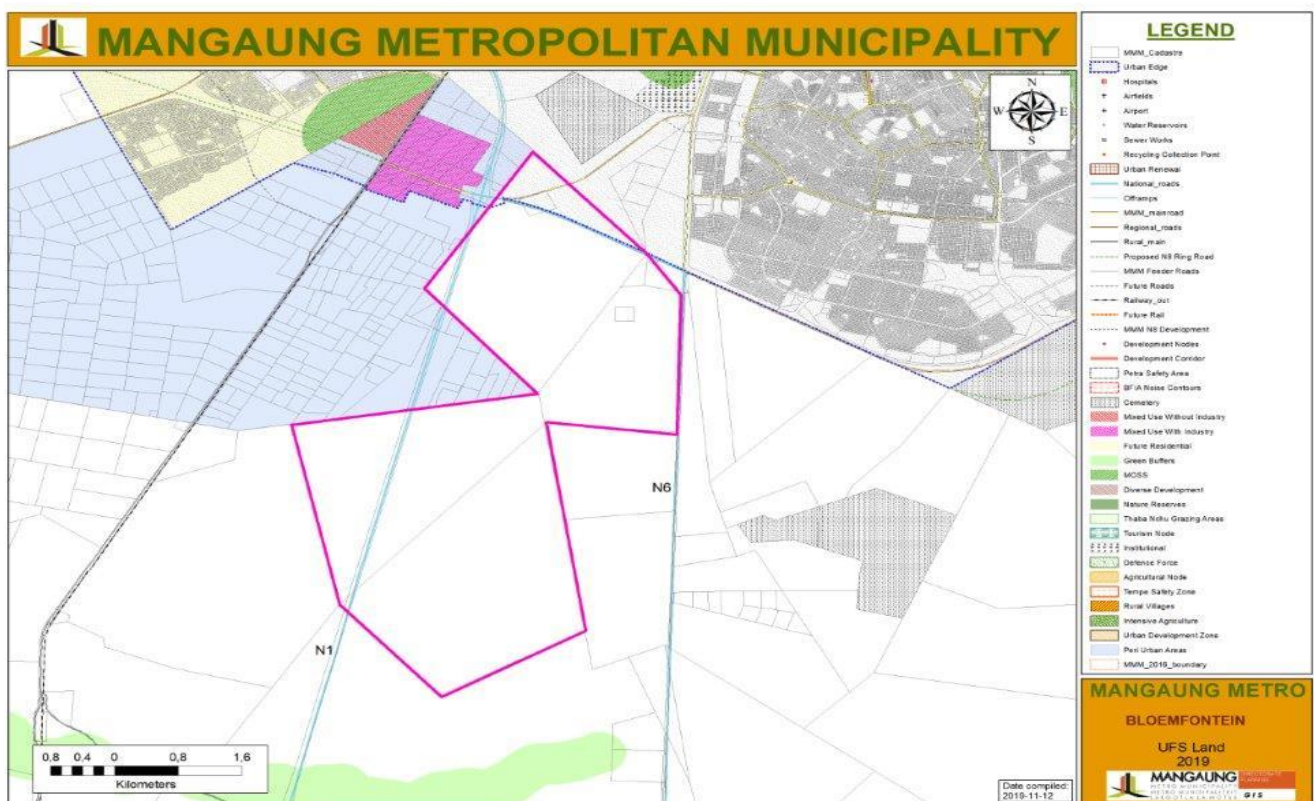 MANGAUNG METROPOLITAN MUNICIPALITY
N
W
E
S
N6
N1
0,8 0.4 0 0,8 1,6
Kilometers
Date compiled:
2019-11-12
LEGEND
MMM_Cadastre
Urban Edge
Hospitals
Airfields
Airport
Water Reservoirs
Sewer Works
Recycling Collection Point
Urban Renewal
National_roads
Offramps
MMM_mainroad
Regional_roads
Rural_main
Proposed N8 Ring Road
MMM Feeder Roads
Future Roads
Railway_out
Future Rail
MMM N8 Development
Development Nodes
Development Corridor
Petra Safety Area
BFIA Noise Contours
Cemetery
Mixed Use Without Industry
Mixed Use With Industry
Future Residential
Green Buffers
MOSS
Diverse Development
Nature Reserves
Thaba Nchu Grazing Areas
Tourism Node
Institutional
Defence Force
Agricultural Node
Tempe Safety Zone
Rural Villages
Intensive Agriculture
Urban Development Zone
Peri Urban Areas
MMM_2016_boundary
MANGAUNG METRO
BLOEMFONTEIN
UFS Land
2019
MANGAUNG
METRO MUNICIPALITY
METRO MUNISIPALITEIT
GIS